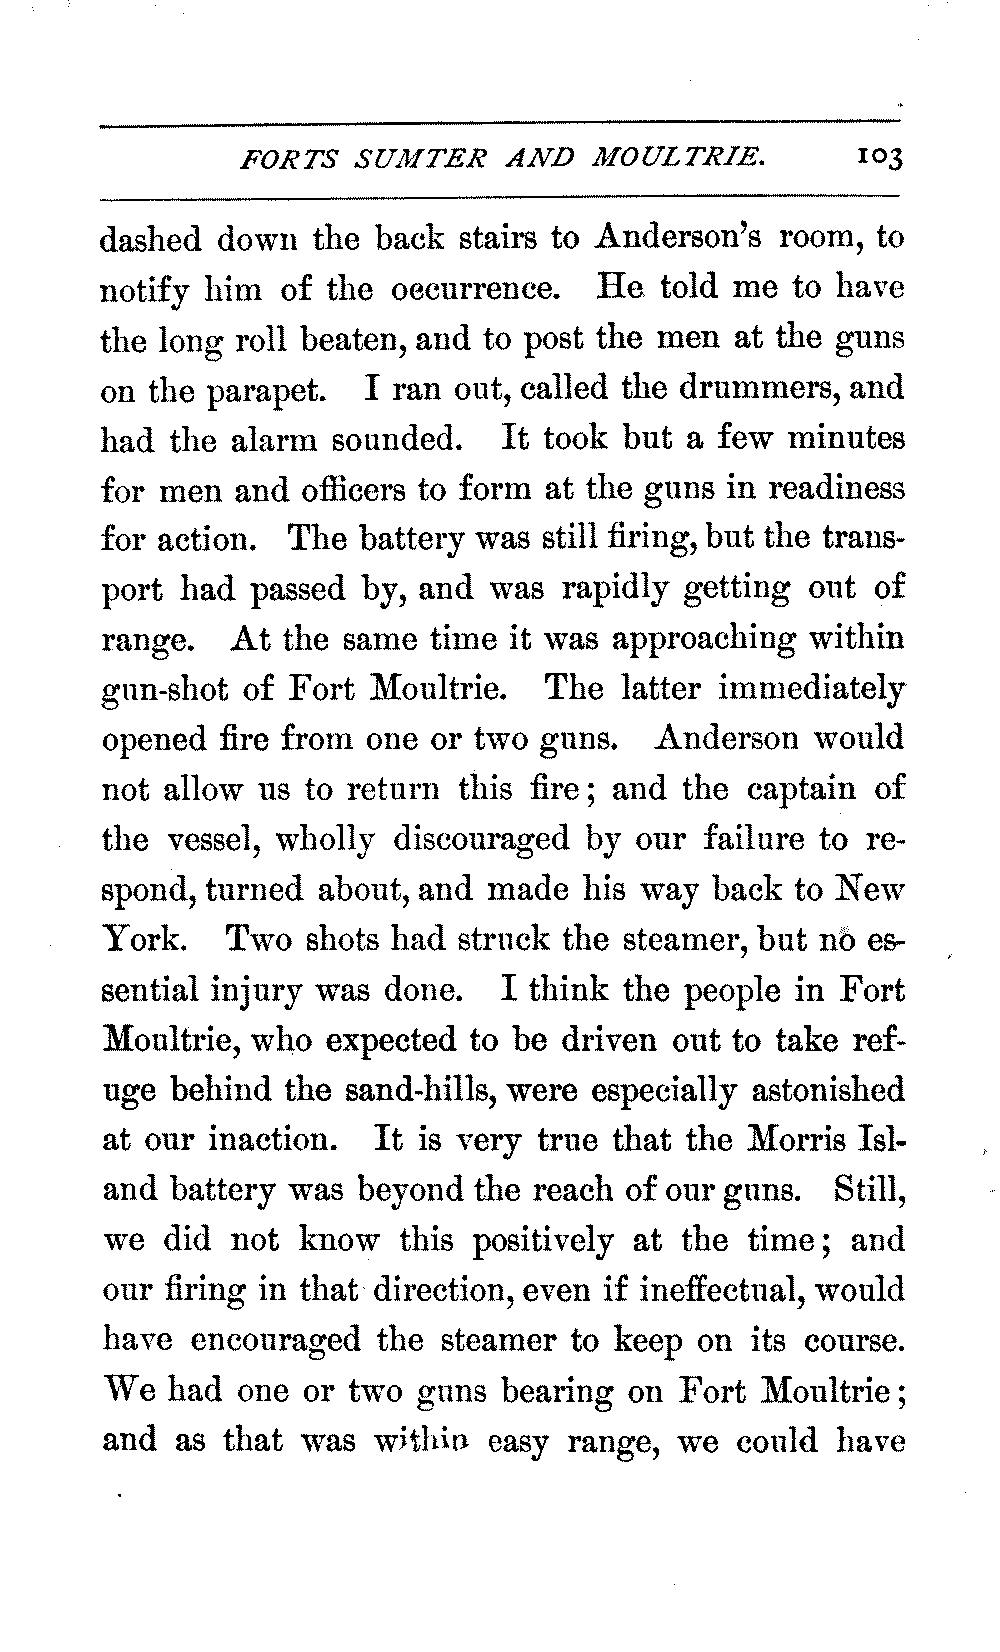 FORTS SUMTER AND MOULTRIE. 103
dashed down the back stairs to Anderson's room, to
notify him of the occurrence. He told me to have
the long roll beaten, and to post the men at the guns
on the parapet. I ran out, called the drummers, and
had the alarm sounded. It took but a few minutes
for men and officers to form at the guns in readiness
for action. The battery was still firing, but the trans-
port had passed by, and was rapidly getting out of
range. At the same time it was approaching within
gun-shot of Fort Moultrie. The latter immediately
opened fire from one or two guns. Anderson would
not allow us to return this fire; and the captain of
the vessel, wholly discouraged by our failure to re-
spond, turned about, and made his way back to New
York. Two shots had struck the steamer, but no es-
sential injury was done. I think the people in Fort
Moultrie, who expected to be driven out to take ref-
uge behind the sand-hills, were especially astonished
at our inaction. It is very true that the Morris Isl-
and battery was beyond the reach of our guns. Still,
we did not know this positively at the time; and
our firing in that direction, even if ineffectual, would
have encouraged the steamer to keep on its course.
We had one or two guns bearing on Fort Moultrie;
and as that was within easy range, we could have